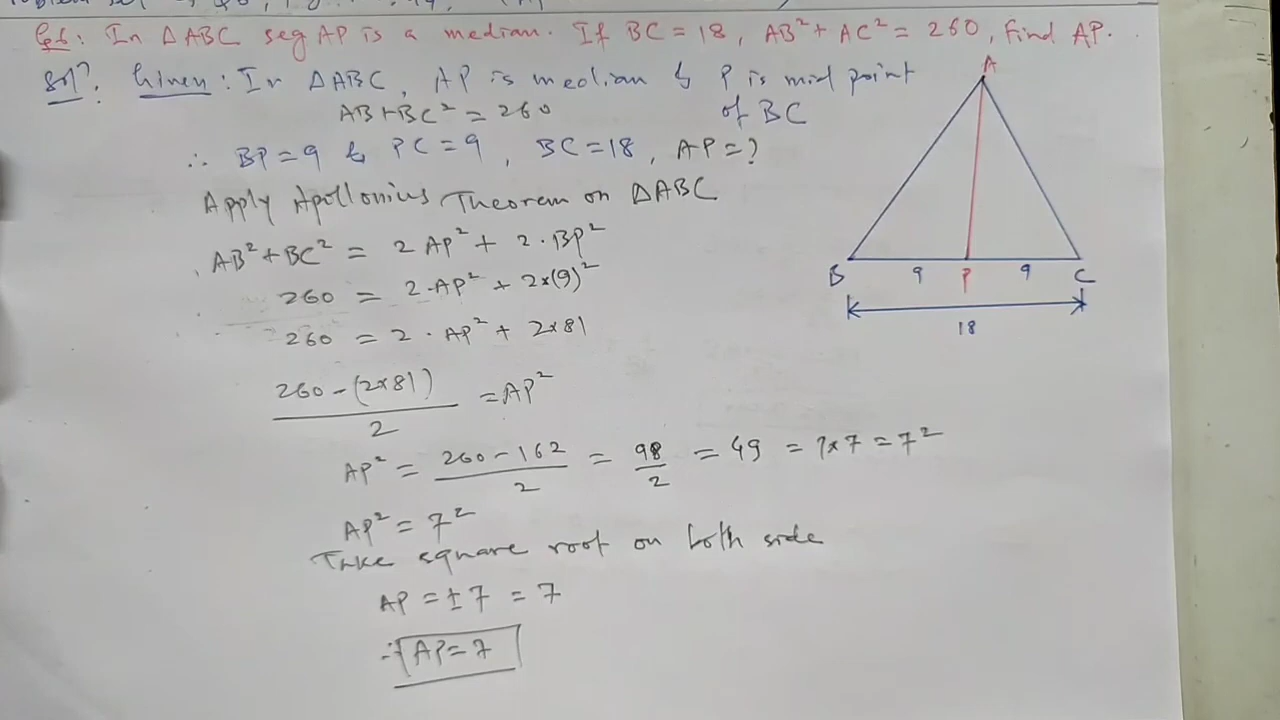 Q6: In ΔABC seg AP is a median. If BC = 18, AB² + AC² = 260, Find AP.
Solⁿ. Given: In ΔABC, AP is median & P is mid point
AB+BC² = 260 of BC
∴ BP = 9 & PC = 9, BC = 18, AP = ?
Apply Apollonius Theorem on ΔABC
AB² + BC² = 2 AP² + 2·BP²
260 = 2·AP² + 2×(9)²
260 = 2 · AP² + 2×81
260 - (2×81) / 2 = AP²
AP² = 260 - 162 / 2 = 98/2 = 49 = 7×7 = 7²
AP² = 7²
Take square root on both side
AP = ±7 = 7
∴ AP = 7
A
B 9 P 9 C
18